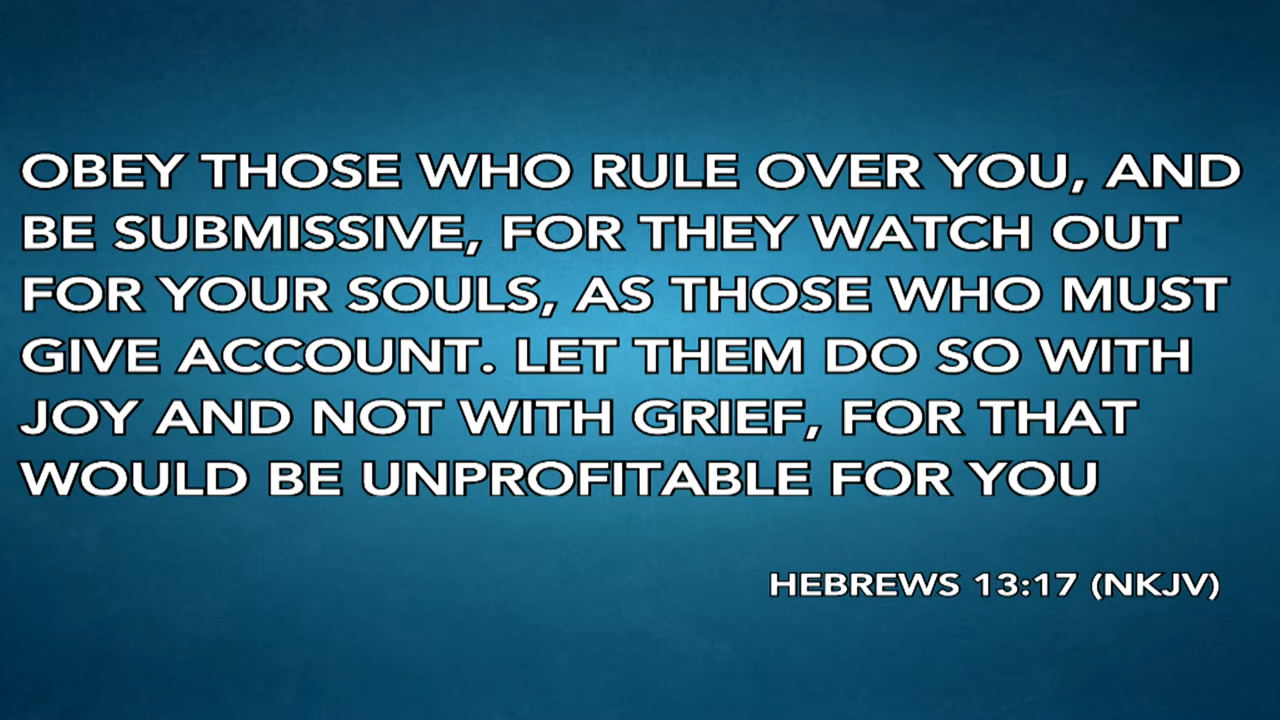 OBEY THOSE WHO RULE OVER YOU, AND
BE SUBMISSIVE, FOR THEY WATCH OUT
FOR YOUR SOULS, AS THOSE WHO MUST
GIVE ACCOUNT. LET THEM DO SO WITH
JOY AND NOT WITH GRIEF, FOR THAT
WOULD BE UNPROFITABLE FOR YOU
HEBREWS 13:17 (NKJV)